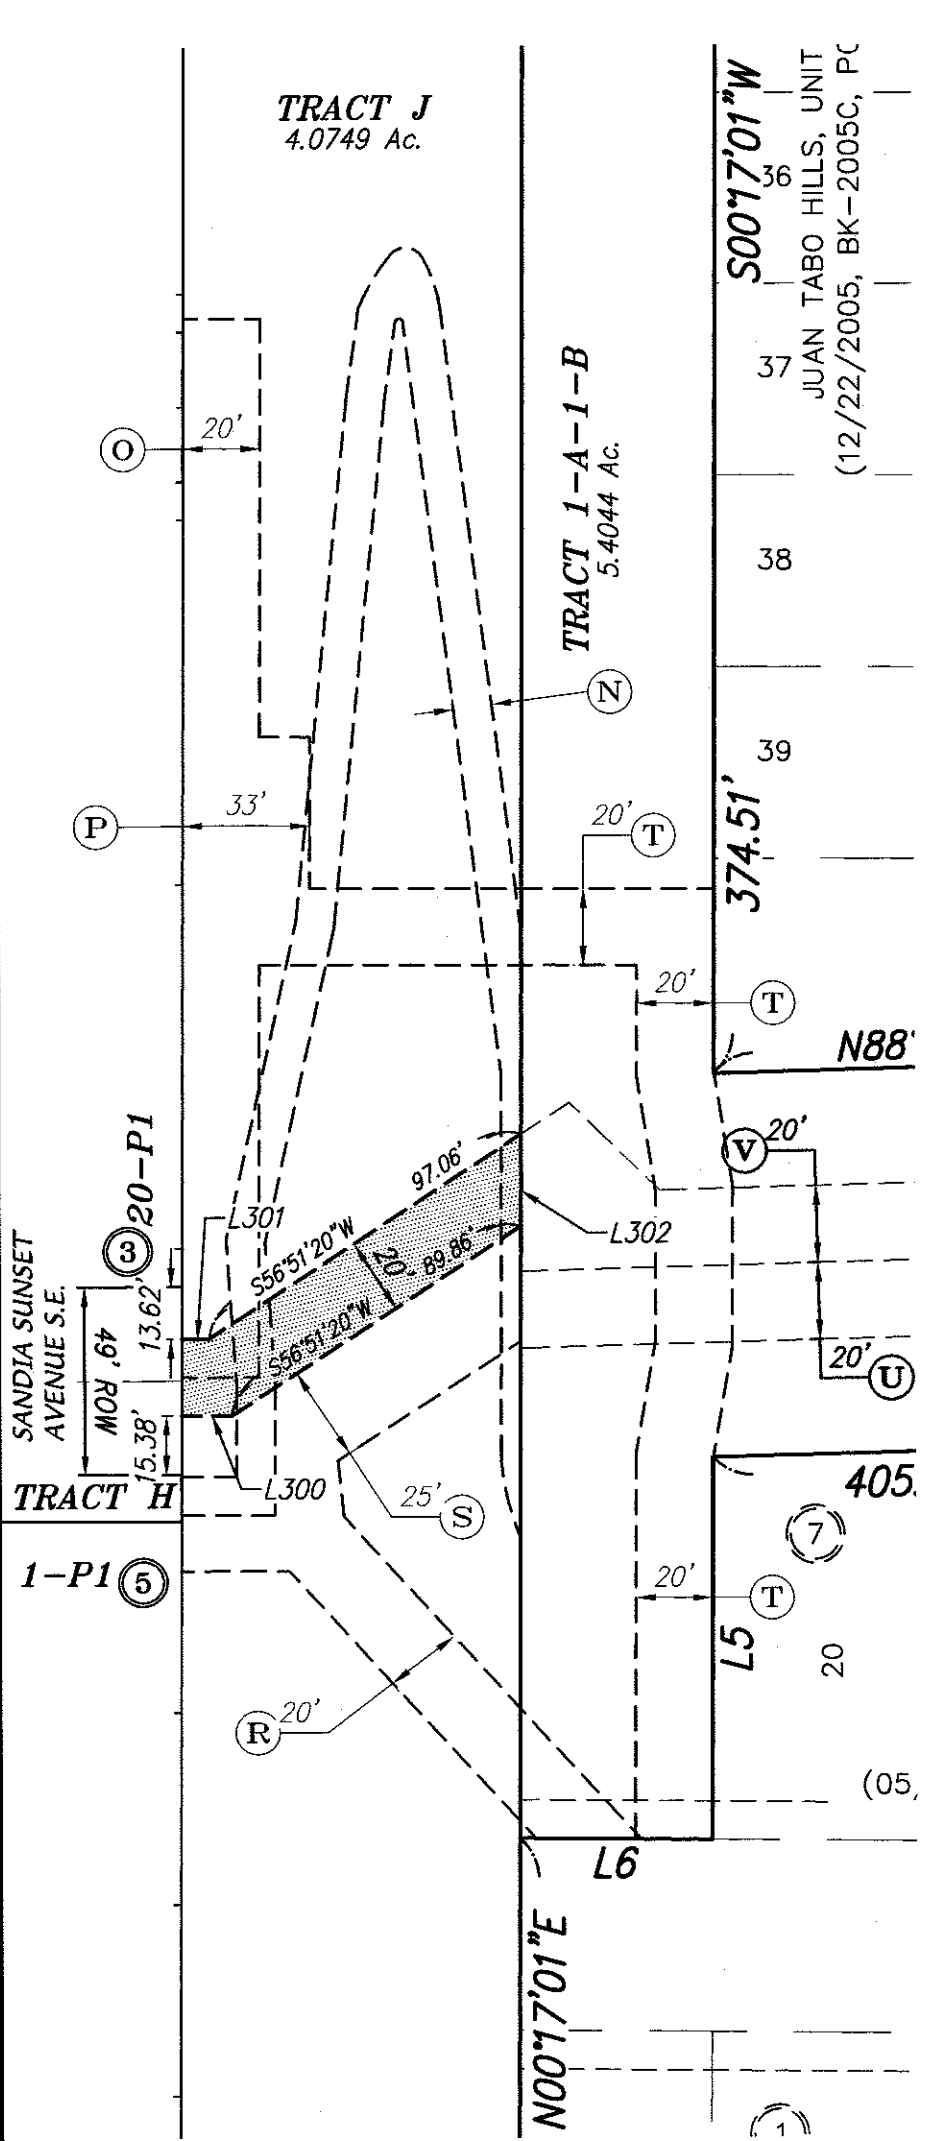 TRACT J
4.0749 Ac.
S00°17'01"W
36
JUAN TABO HILLS, UNIT
(12/22/2005, BK-2005C, PG
37
O
20'
TRACT 1-A-1-B
5.4044 Ac.
38
N
39
P
33'
374.51'
20'
T
20'
T
N88°
20-P1
3
L301
97.06'
V
20'
SANDIA SUNSET
AVENUE S.E.
49' ROW
13.62'
S56°51'20"W
20'
89.86'
L302
S56°51'20"W
20'
U
15.38'
TRACT H
L300
25'
S
405.
7
1-P1
5
20'
T
L5
20
R
20'
(05,
L6
N00°17'01"E
1